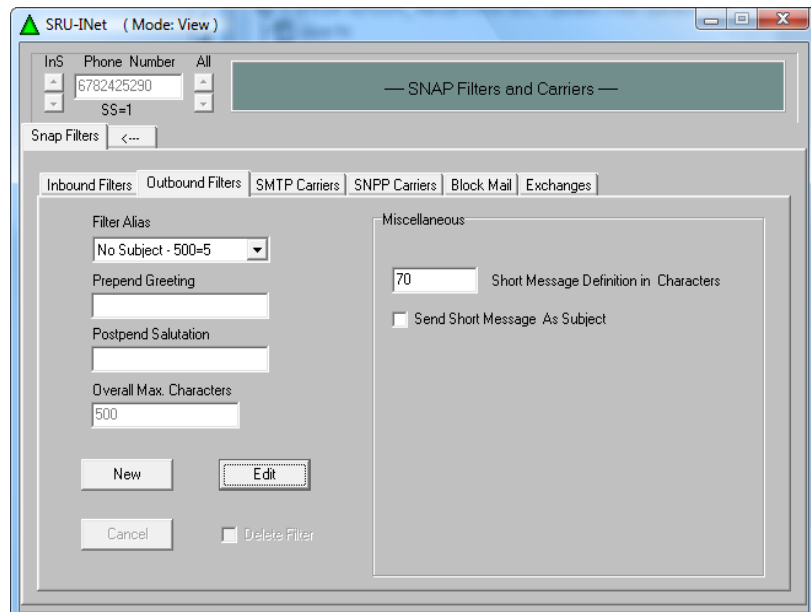 SRU-INet ( Mode: View )
InS Phone Number All
6782425290
SS=1
— SNAP Filters and Carriers —
Snap Filters <---
Inbound Filters Outbound Filters SMTP Carriers SNPP Carriers Block Mail Exchanges
Filter Alias
No Subject - 500=5
Prepend Greeting
Postpend Salutation
Overall Max. Characters
500
New Edit
Cancel Delete Filter
Miscellaneous
70 Short Message Definition in Characters
Send Short Message As Subject